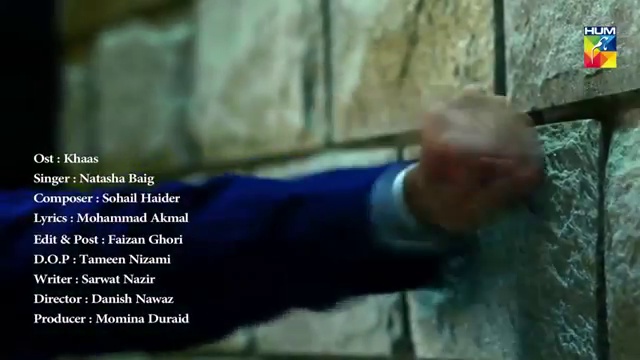 HUM
Ost : Khaas
Singer : Natasha Baig
Composer : Sohail Haider
Lyrics : Mohammad Akmal
Edit & Post : Faizan Ghori
D.O.P : Tameen Nizami
Writer : Sarwat Nazir
Director : Danish Nawaz
Producer : Momina Duraid